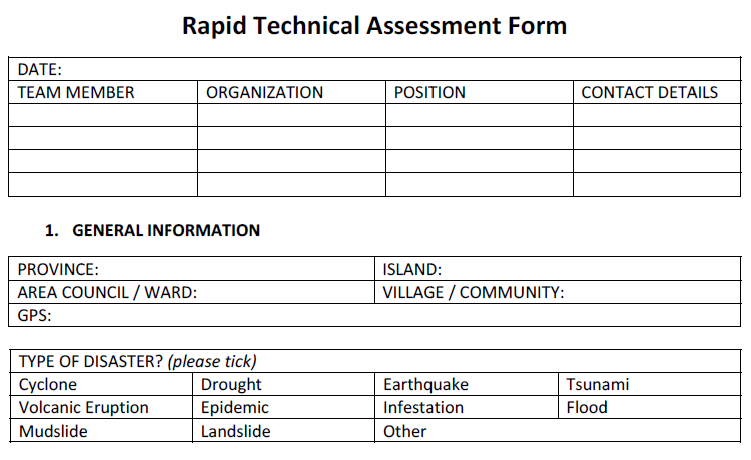 Rapid Technical Assessment Form
DATE:
TEAM MEMBER ORGANIZATION POSITION CONTACT DETAILS
1. GENERAL INFORMATION
PROVINCE: ISLAND:
AREA COUNCIL / WARD: VILLAGE / COMMUNITY:
GPS:
TYPE OF DISASTER? (please tick)
Cyclone Drought Earthquake Tsunami
Volcanic Eruption Epidemic Infestation Flood
Mudslide Landslide Other